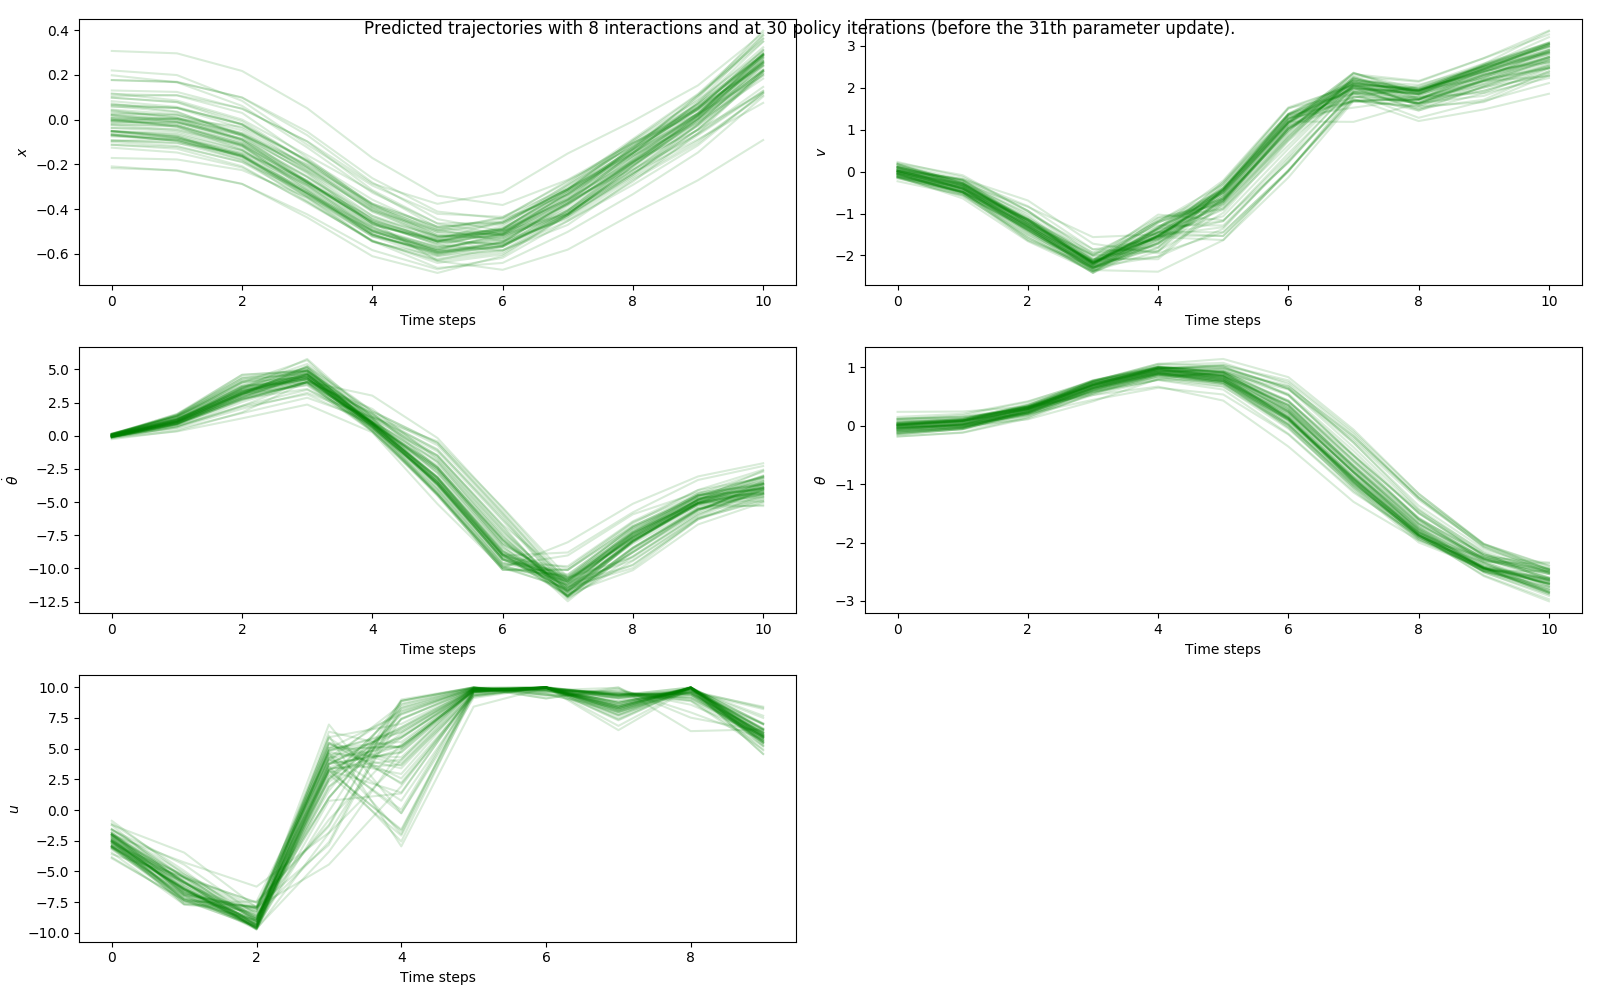 Predicted trajectories with 8 interactions and at 30 policy iterations (before the 31th parameter update).
0.4
0.2
0.0
−0.2
−0.4
−0.6
x
0 2 4 6 8 10
Time steps
3
2
1
0
−1
−2
v
0 2 4 6 8 10
Time steps
5.0
2.5
0.0
−2.5
−5.0
−7.5
−10.0
−12.5
θ̇
0 2 4 6 8 10
Time steps
1
0
−1
−2
−3
θ
0 2 4 6 8 10
Time steps
10.0
7.5
5.0
2.5
0.0
−2.5
−5.0
−7.5
−10.0
u
0 2 4 6 8
Time steps